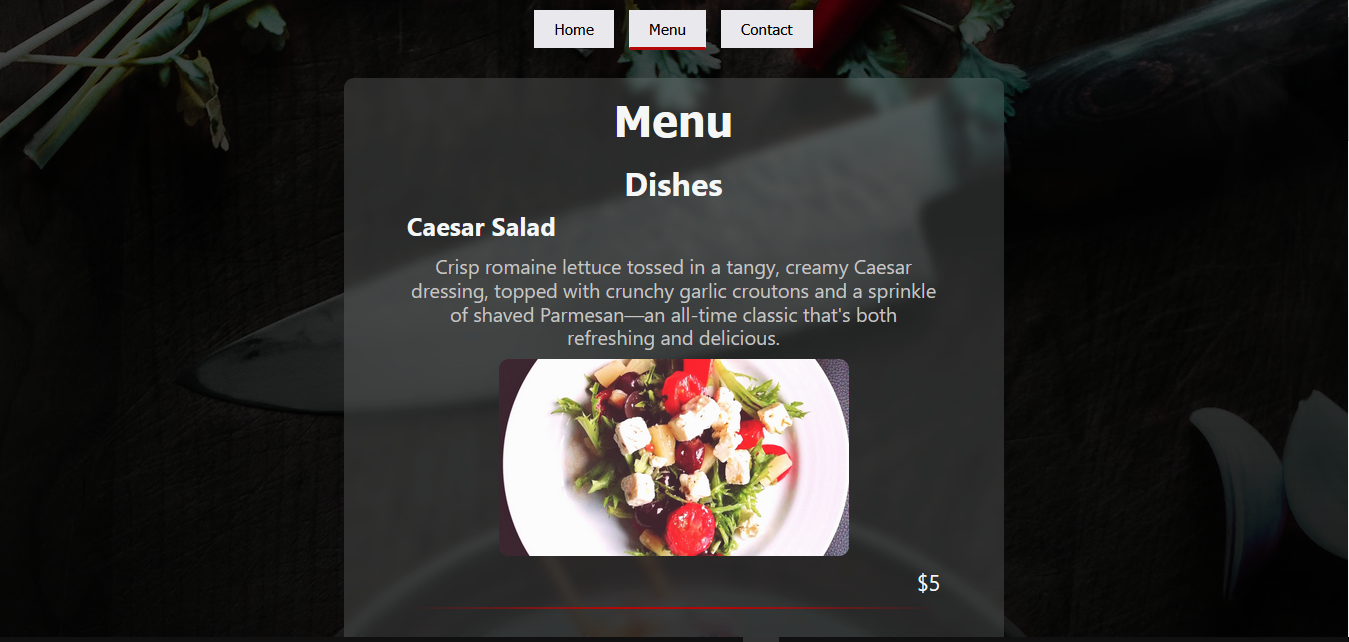 Home Menu Contact
Menu
Dishes
Caesar Salad
Crisp romaine lettuce tossed in a tangy, creamy Caesar
dressing, topped with crunchy garlic croutons and a sprinkle
of shaved Parmesan—an all-time classic that's both
refreshing and delicious.
$5